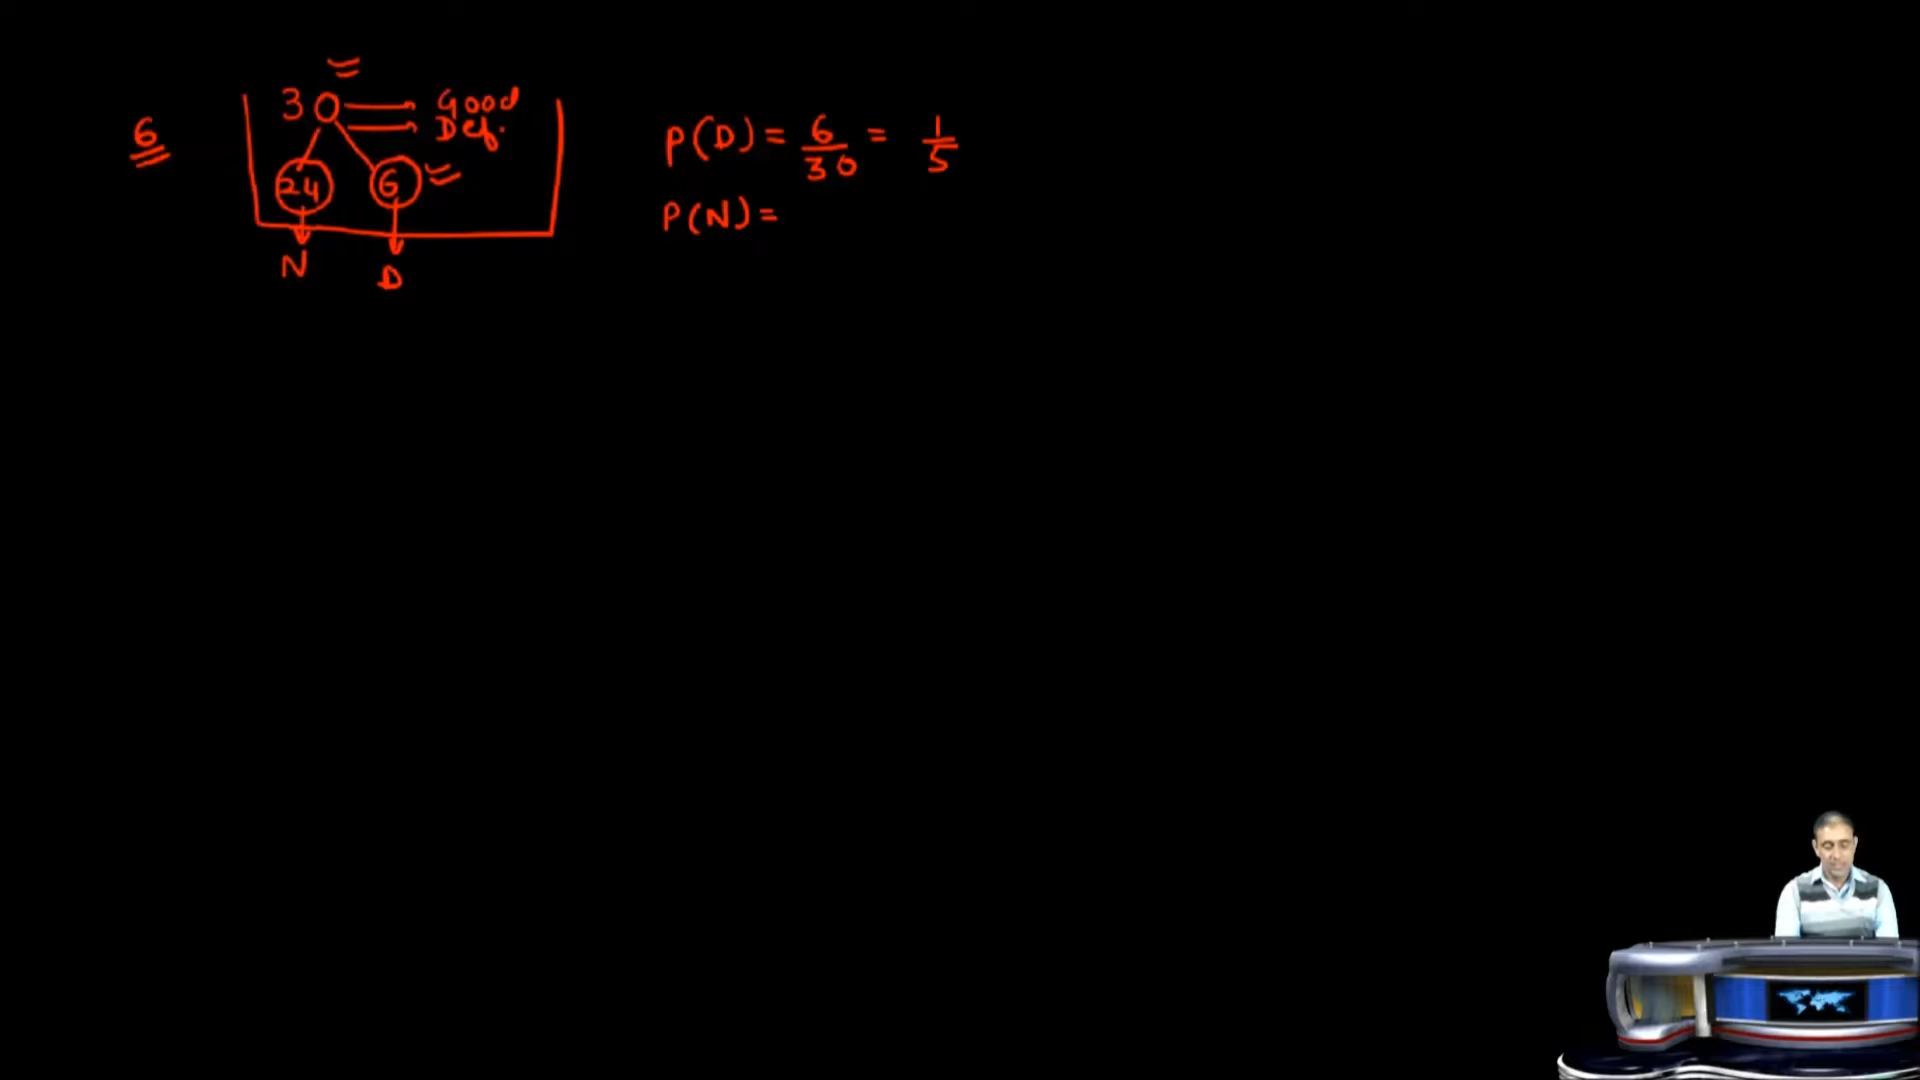 6
30
Good
Def.
24 6
N D
P(D) = 6/30 = 1/5
P(N) =